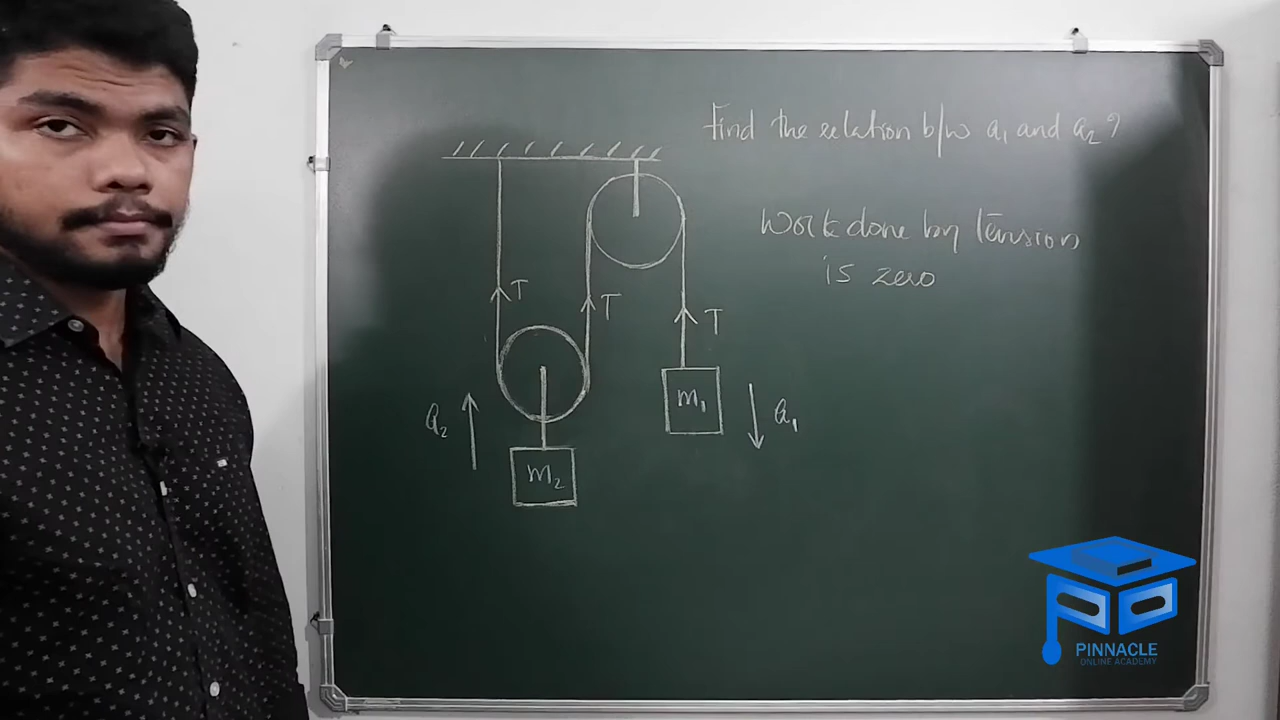 Find the relation b/w a₁ and a₂ ?
Work done by tension
is zero
T
T
T
a₂
m₂
m₁
a₁
PINNACLE
ONLINE ACADEMY